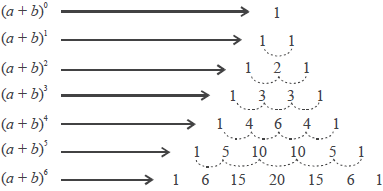 (a + b)⁰ 1
(a + b)¹ 1 1
(a + b)² 1 2 1
(a + b)³ 1 3 3 1
(a + b)⁴ 1 4 6 4 1
(a + b)⁵ 1 5 10 10 5 1
(a + b)⁶ 1 6 15 20 15 6 1